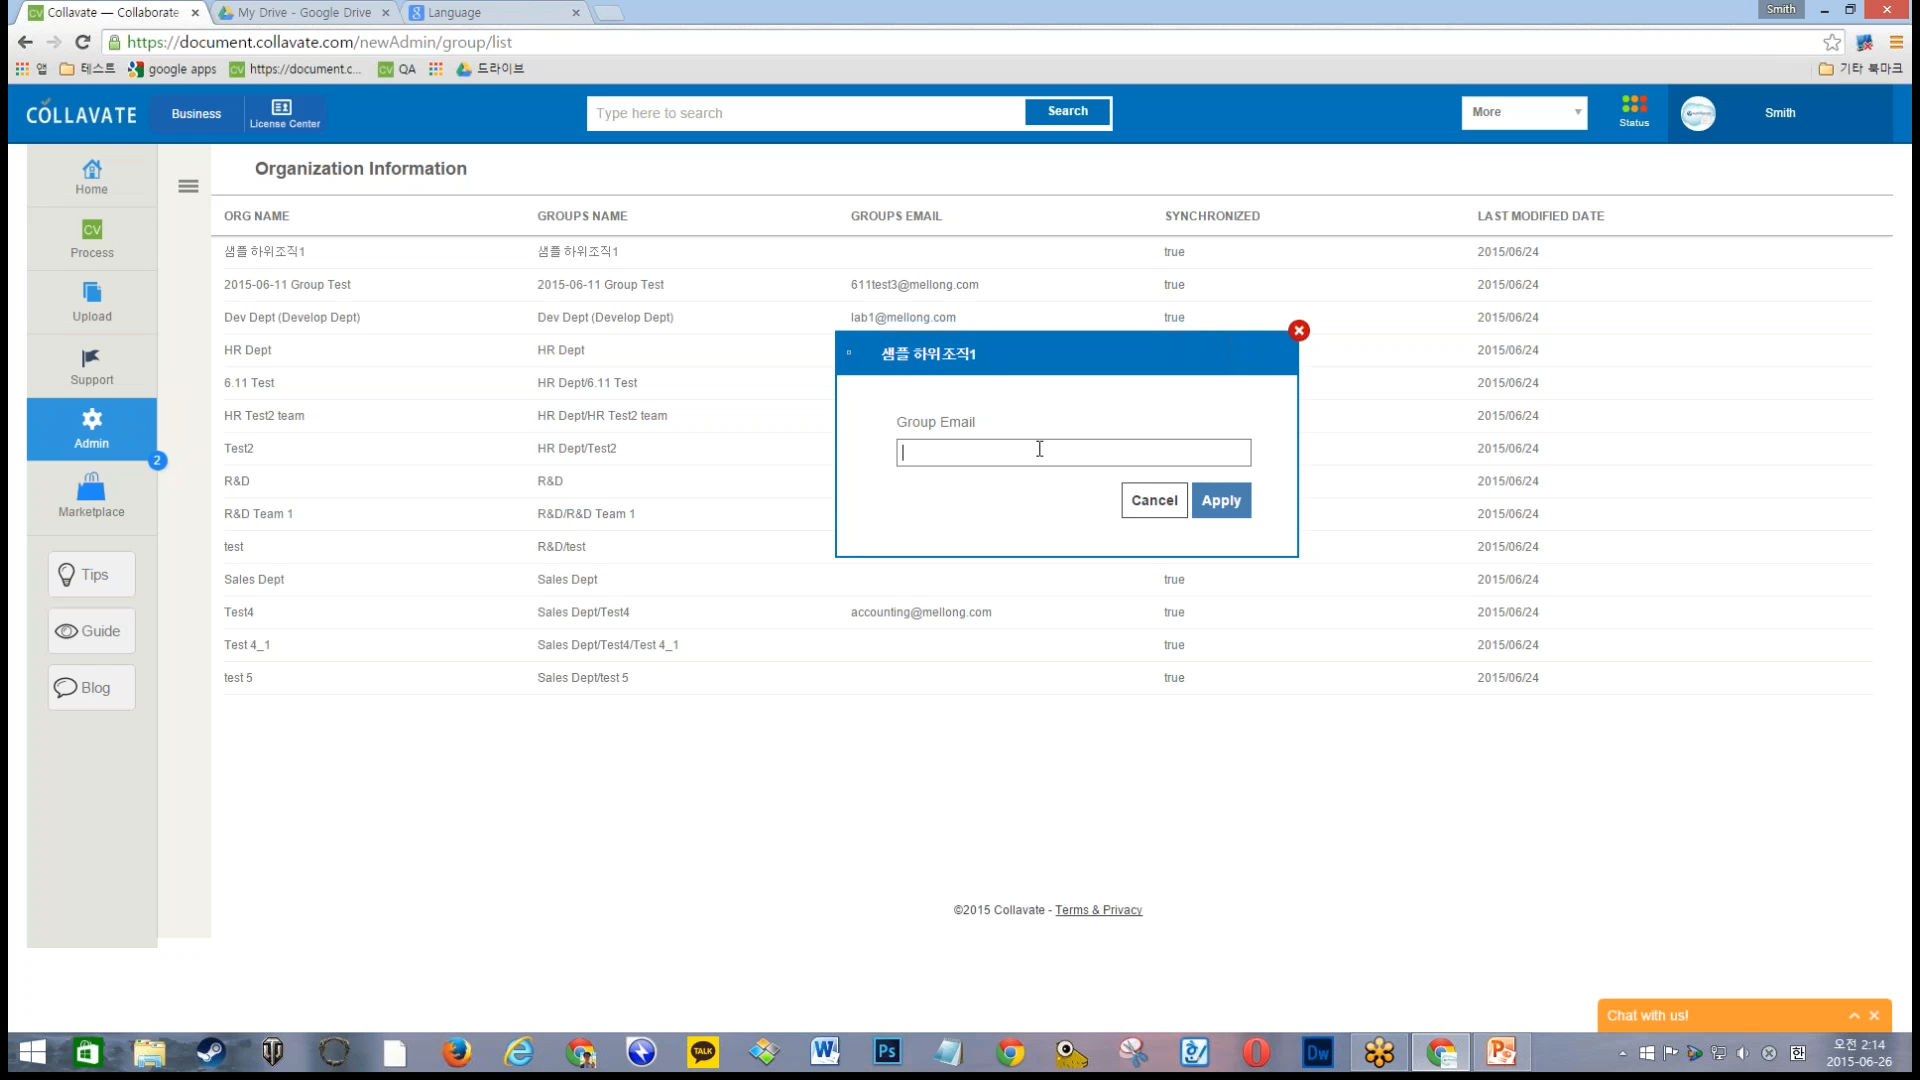 Collavate — Collaborate
My Drive - Google Drive
Language
Smith
https://document.collavate.com/newAdmin/group/list
앱
테스트
google apps
https://document.c...
QA
드라이브
기타 북마크
COLLAVATE
Business
License Center
Type here to search
Search
More
Status
Smith
Home
Process
Upload
Support
Admin
2
Marketplace
Tips
Guide
Blog
Organization Information
ORG NAME GROUPS NAME GROUPS EMAIL SYNCHRONIZED LAST MODIFIED DATE
샘플 하위조직1 샘플 하위조직1 true 2015/06/24
2015-06-11 Group Test 2015-06-11 Group Test 611test3@mellong.com true 2015/06/24
Dev Dept (Develop Dept) Dev Dept (Develop Dept) lab1@mellong.com true 2015/06/24
HR Dept HR Dept 2015/06/24
6.11 Test HR Dept/6.11 Test 2015/06/24
HR Test2 team HR Dept/HR Test2 team 2015/06/24
Test2 HR Dept/Test2 2015/06/24
R&D R&D 2015/06/24
R&D Team 1 R&D/R&D Team 1 2015/06/24
test R&D/test 2015/06/24
Sales Dept Sales Dept true 2015/06/24
Test4 Sales Dept/Test4 accounting@mellong.com true 2015/06/24
Test 4_1 Sales Dept/Test4/Test 4_1 true 2015/06/24
test 5 Sales Dept/test 5 true 2015/06/24
샘플 하위조직1
Group Email
Cancel
Apply
©2015 Collavate - Terms & Privacy
Chat with us!
TALK
Ps
Dw
한
오전 2:14
2015-06-26